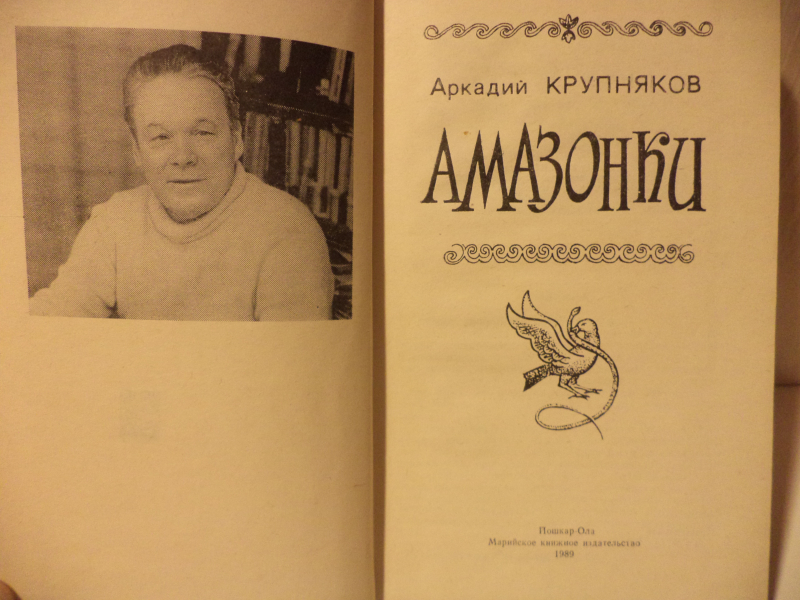 Аркадий КРУПНЯКОВ
АМАЗОНКИ
Йошкар-Ола
Марийское книжное издательство
1989